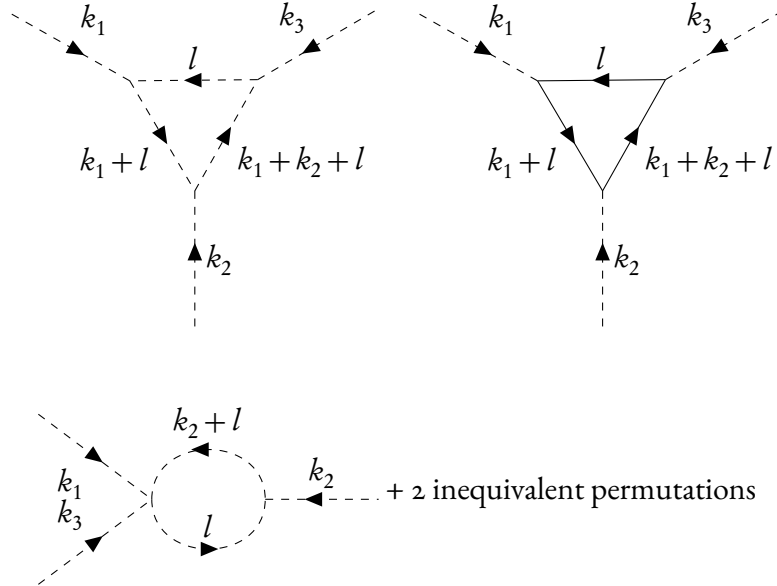 k₁ k₃ k₁ k₃
l l
k₁ + l k₁ + k₂ + l k₁ + l k₁ + k₂ + l
k₂ k₂
k₂ + l
k₁ k₂ + 2 inequivalent permutations
k₃ l